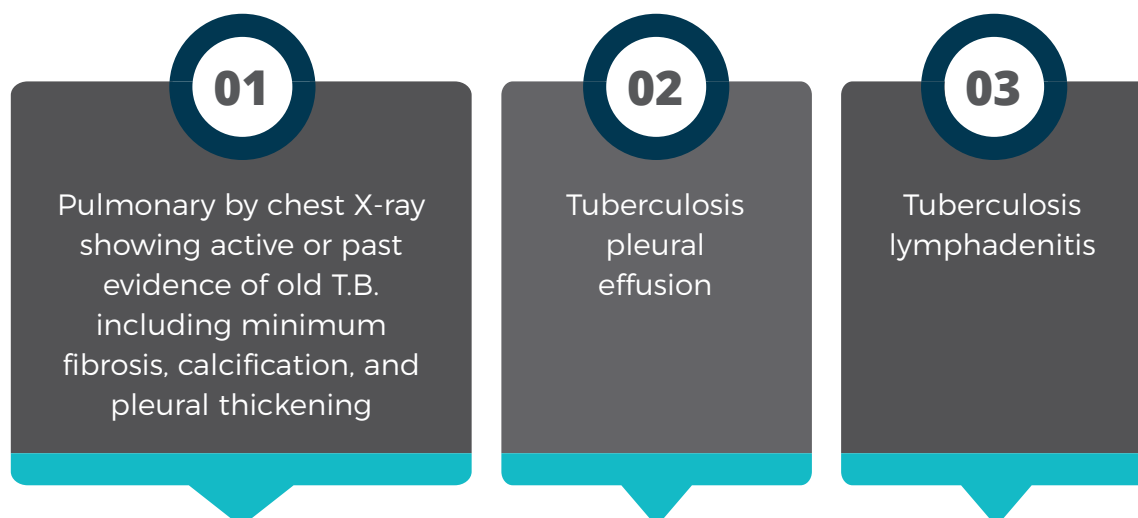 01
Pulmonary by chest X-ray
showing active or past
evidence of old T.B.
including minimum
fibrosis, calcification, and
pleural thickening
02
Tuberculosis
pleural
effusion
03
Tuberculosis
lymphadenitis